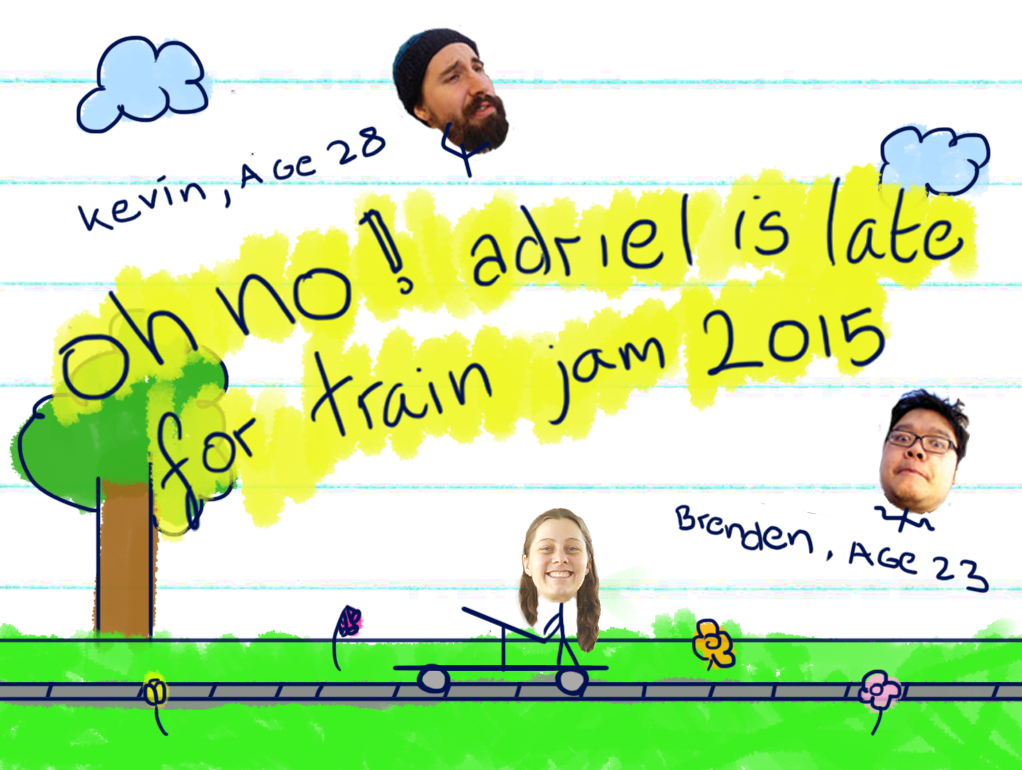 kevin, AGE 28
oh no! adriel is late
for train jam 2015
Brenden, AGE 23